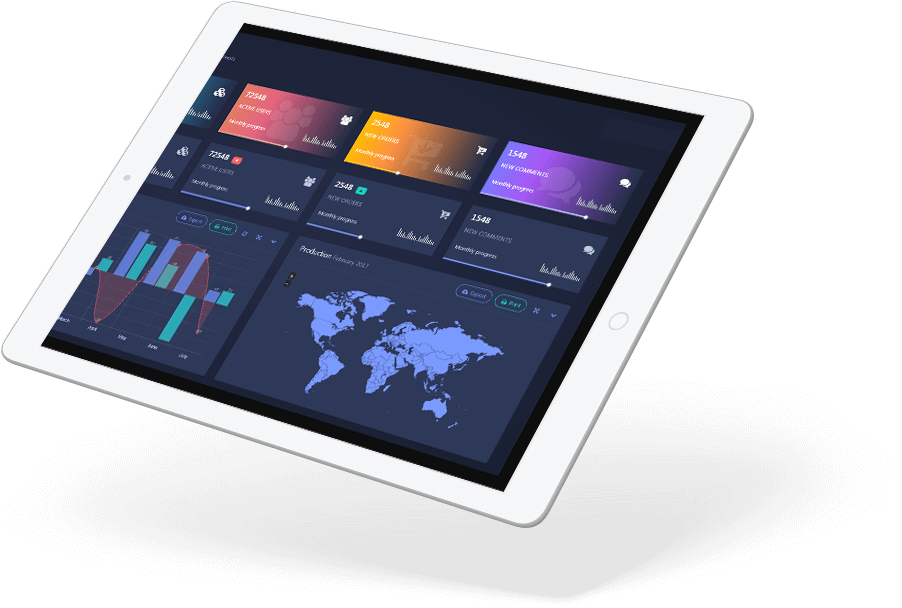 72548
ACTIVE USERS
Monthly progress
2548
NEW ORDERS
Monthly progress
1548
NEW COMMENTS
Monthly progress
72548
ACTIVE USERS
Monthly progress
2548
NEW ORDERS
Monthly progress
1548
NEW COMMENTS
Monthly progress
Export
Print
April
May
June
Production February 2017
Export
Print